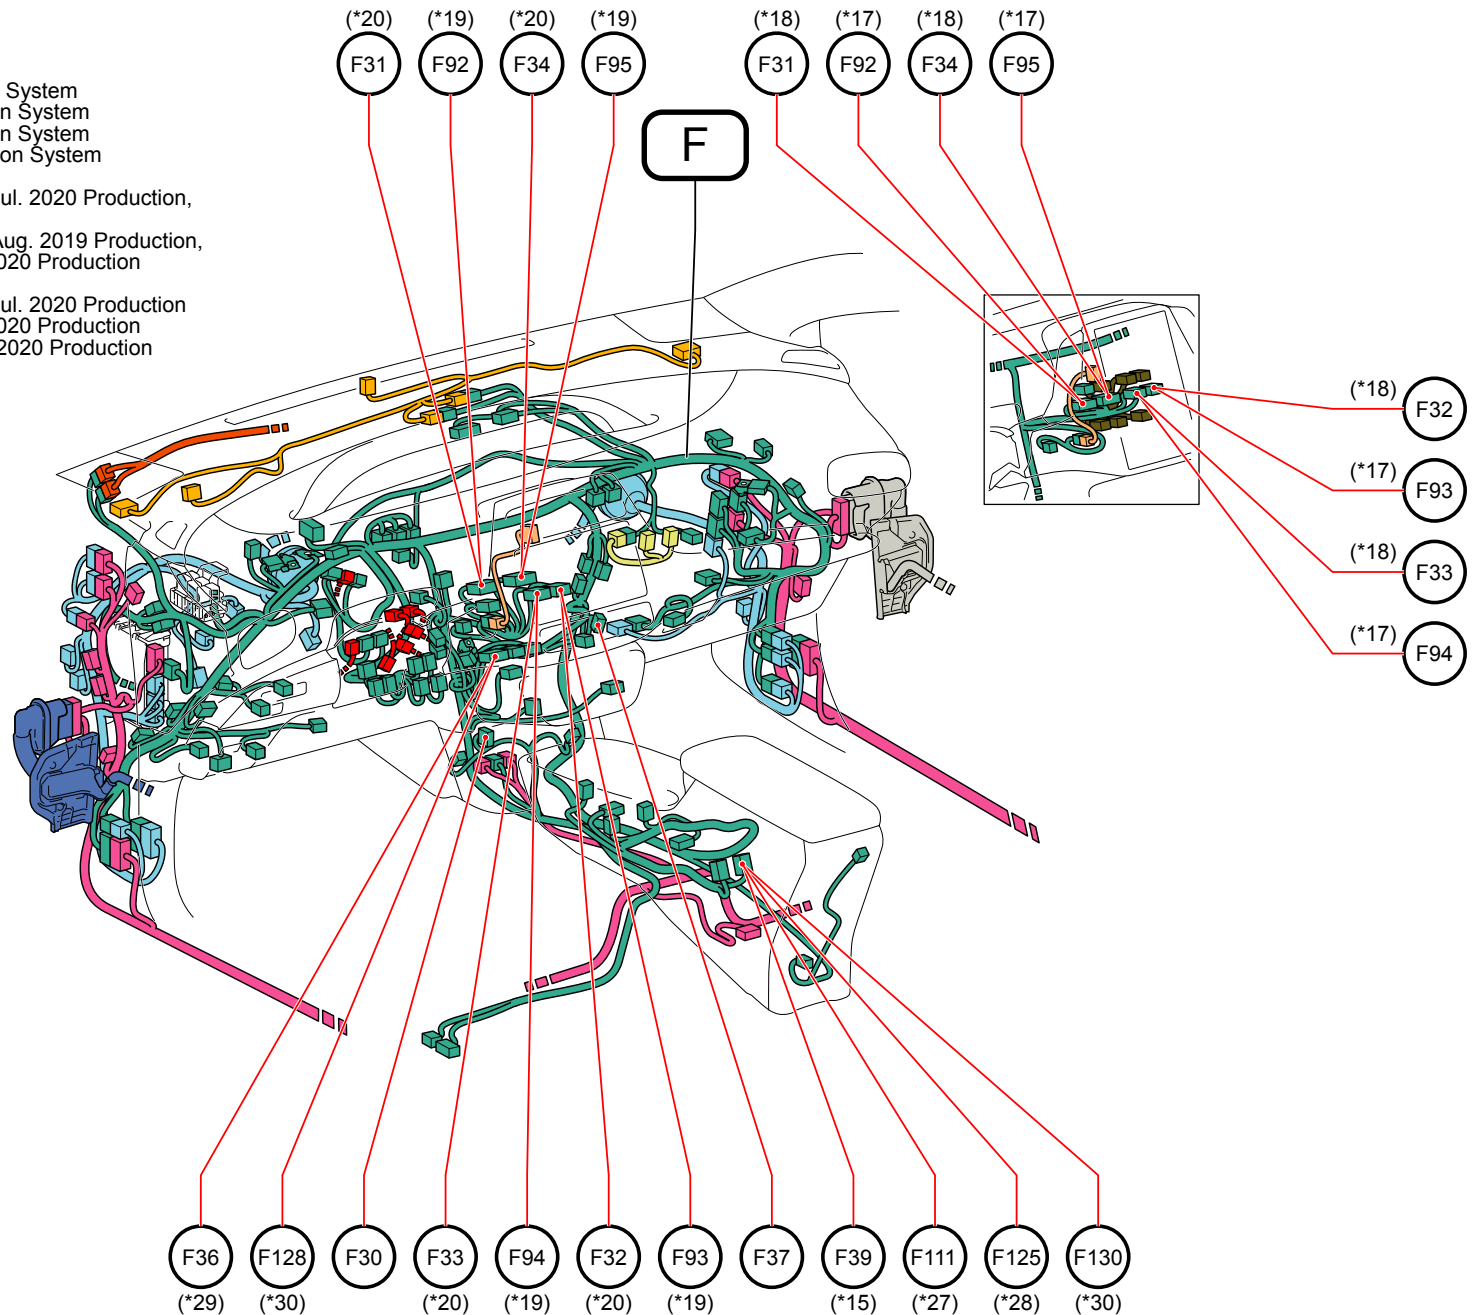 (*20) (*19) (*20) (*19) (*18) (*17) (*18) (*17)
F31 F92 F34 F95 F31 F92 F34 F95
System
n System
n System
on System
ul. 2020 Production,
Aug. 2019 Production,
020 Production
ul. 2020 Production
020 Production
2020 Production
F
(*18)
F32
(*17)
F93
(*18)
F33
(*17)
F94
F36 F128 F30 F33 F94 F32 F93 F37 F39 F111 F125 F130
(*29) (*30) (*20) (*19) (*20) (*19) (*15) (*27) (*28) (*30)